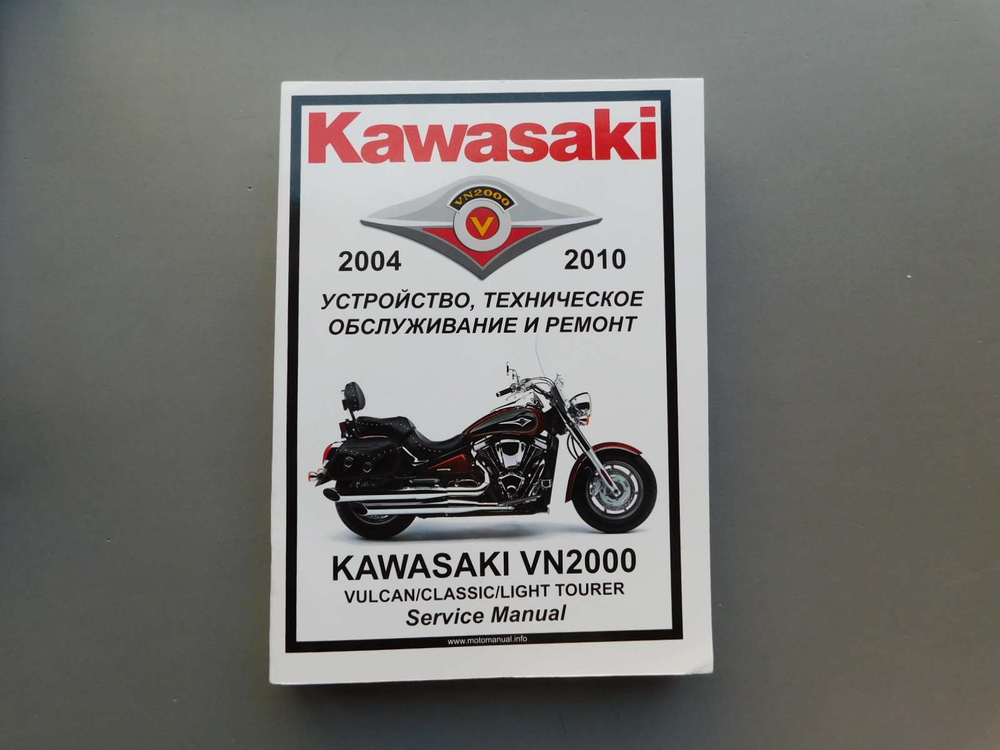 Kawasaki
VN2000
V
2004 2010
УСТРОЙСТВО, ТЕХНИЧЕСКОЕ
ОБСЛУЖИВАНИЕ И РЕМОНТ
KAWASAKI VN2000
VULCAN/CLASSIC/LIGHT TOURER
Service Manual
www.motomanual.info